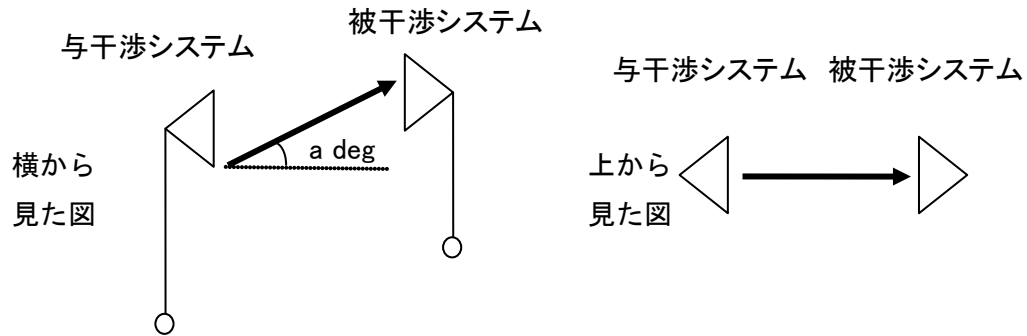 与干渉システム
被干渉システム
a deg
横から
見た図
与干渉システム 被干渉システム
上から
見た図